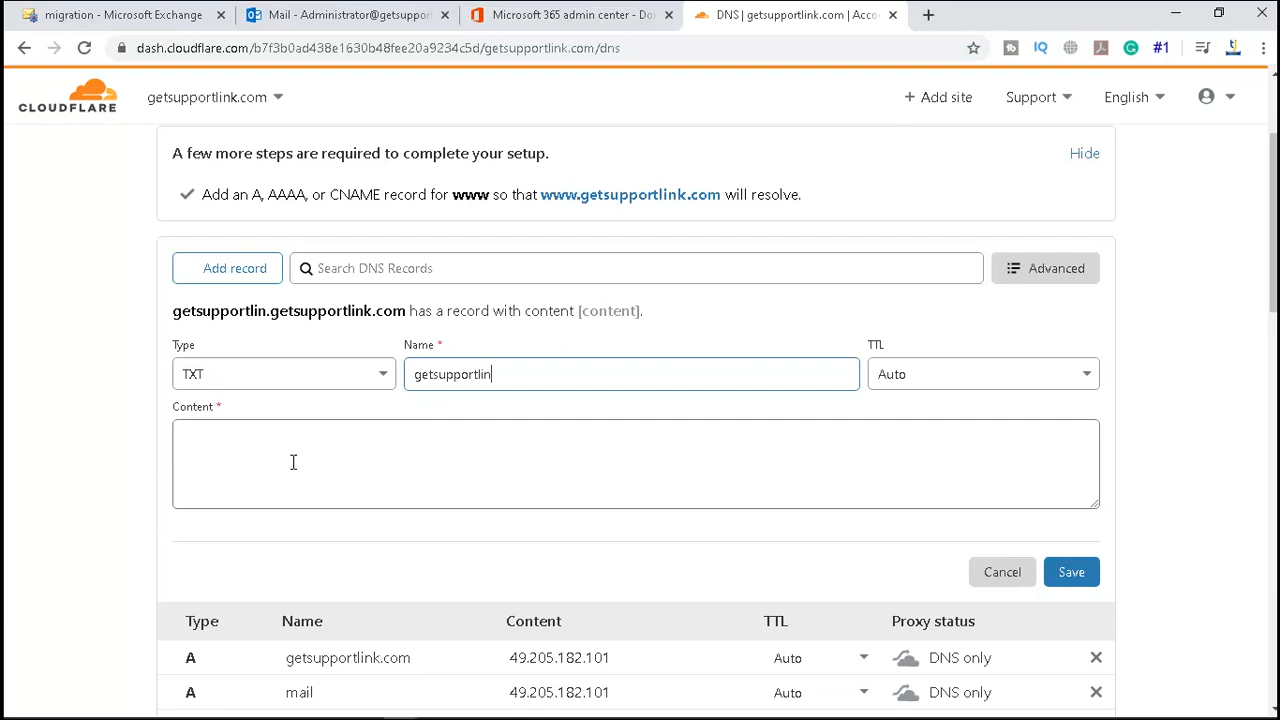 migration - Microsoft Exchange
Mail - Administrator@getsuppor
Microsoft 365 admin center - Do
DNS | getsupportlink.com | Acco
dash.cloudflare.com/b7f3b0ad438e1630b48fee20a9234c5d/getsupportlink.com/dns
IQ
#1
CLOUDFLARE
getsupportlink.com
+ Add site
Support
English
A few more steps are required to complete your setup.
Hide
Add an A, AAAA, or CNAME record for www so that www.getsupportlink.com will resolve.
Add record
Search DNS Records
Advanced
getsupportlin.getsupportlink.com has a record with content [content].
Type
Name *
TTL
TXT
getsupportlin
Auto
Content *
Cancel
Save
Type Name Content TTL Proxy status
A getsupportlink.com 49.205.182.101 Auto DNS only
A mail 49.205.182.101 Auto DNS only